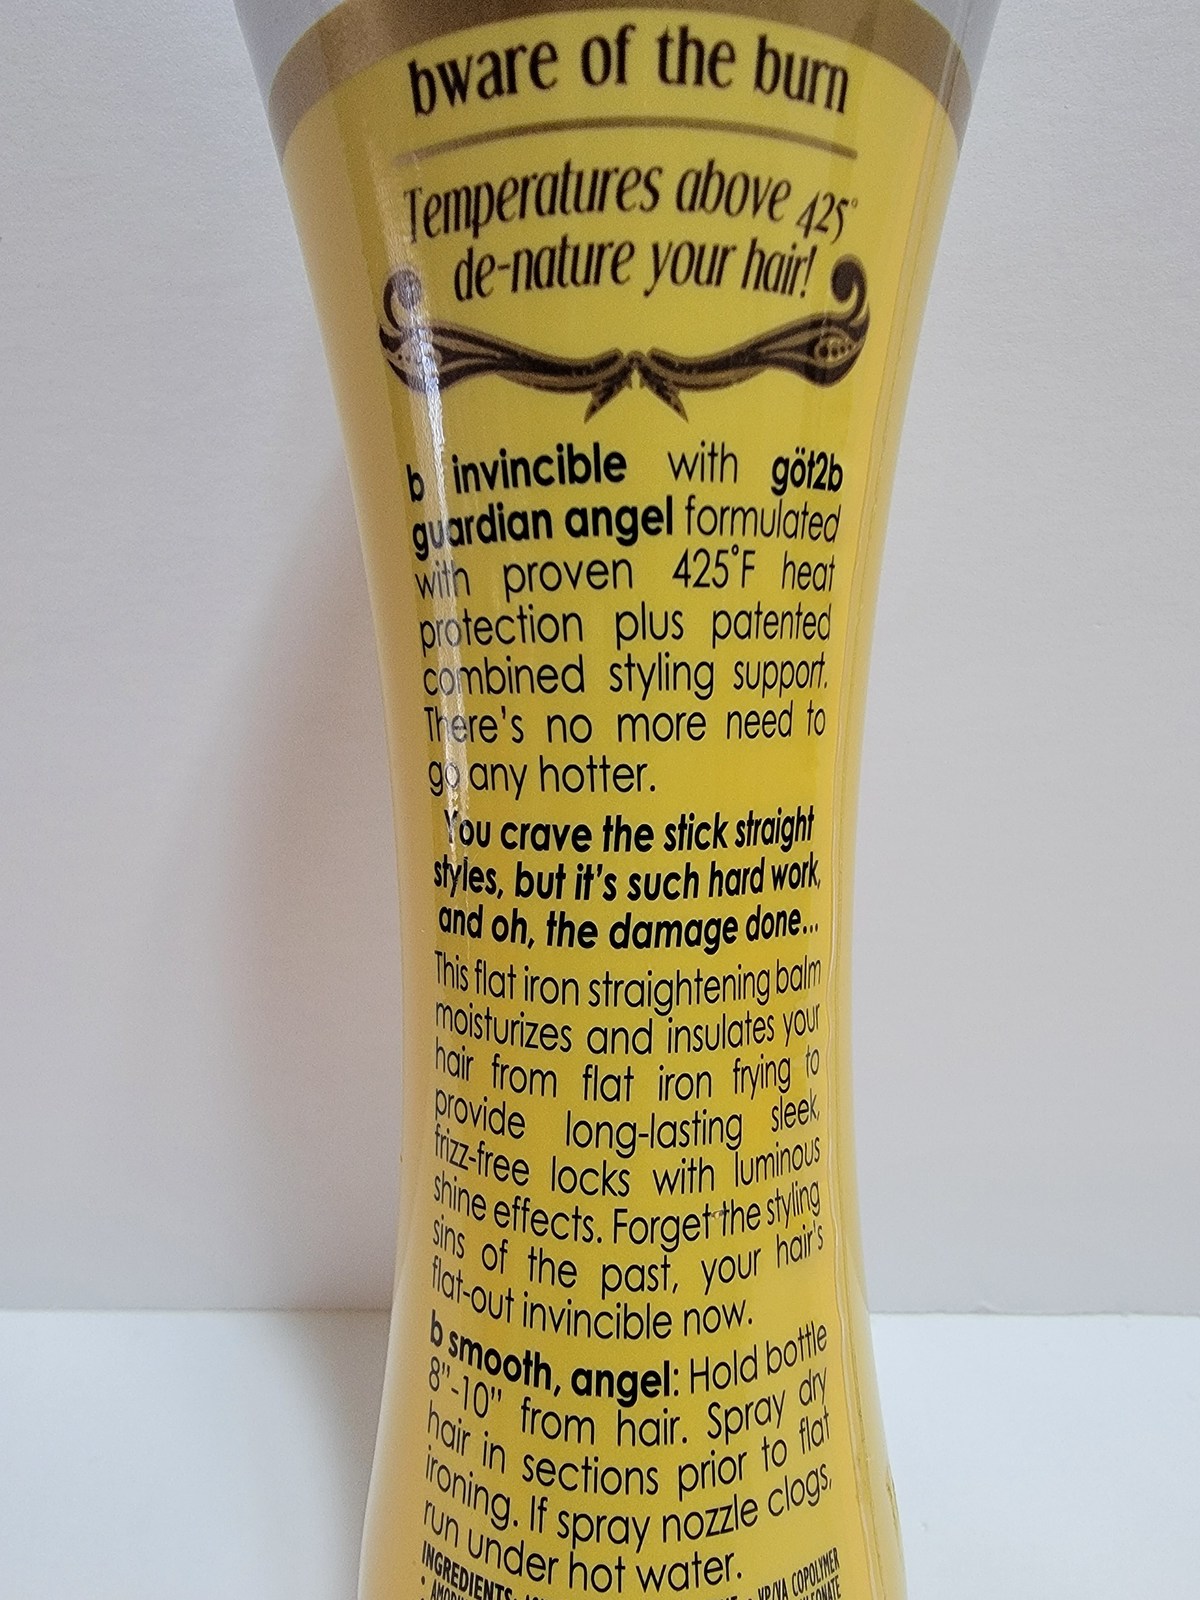 bware of the burn
Temperatures above 425°
de-nature your hair!
b invincible with göt2b
guardian angel formulated
with proven 425°F heat
protection plus patented
combined styling support.
There's no more need to
go any hotter.
You crave the stick straight
styles, but it's such hard work,
and oh, the damage done...
This flat iron straightening balm
moisturizes and insulates your
hair from flat iron frying to
provide long-lasting sleek,
frizz-free locks with luminous
shine effects. Forget the styling
sins of the past, your hair's
flat-out invincible now.
b smooth, angel: Hold bottle
8"-10" from hair. Spray dry
hair in sections prior to flat
ironing. If spray nozzle clogs,
run under hot water.
INGREDIENTS: VP/VA COPOLYMER